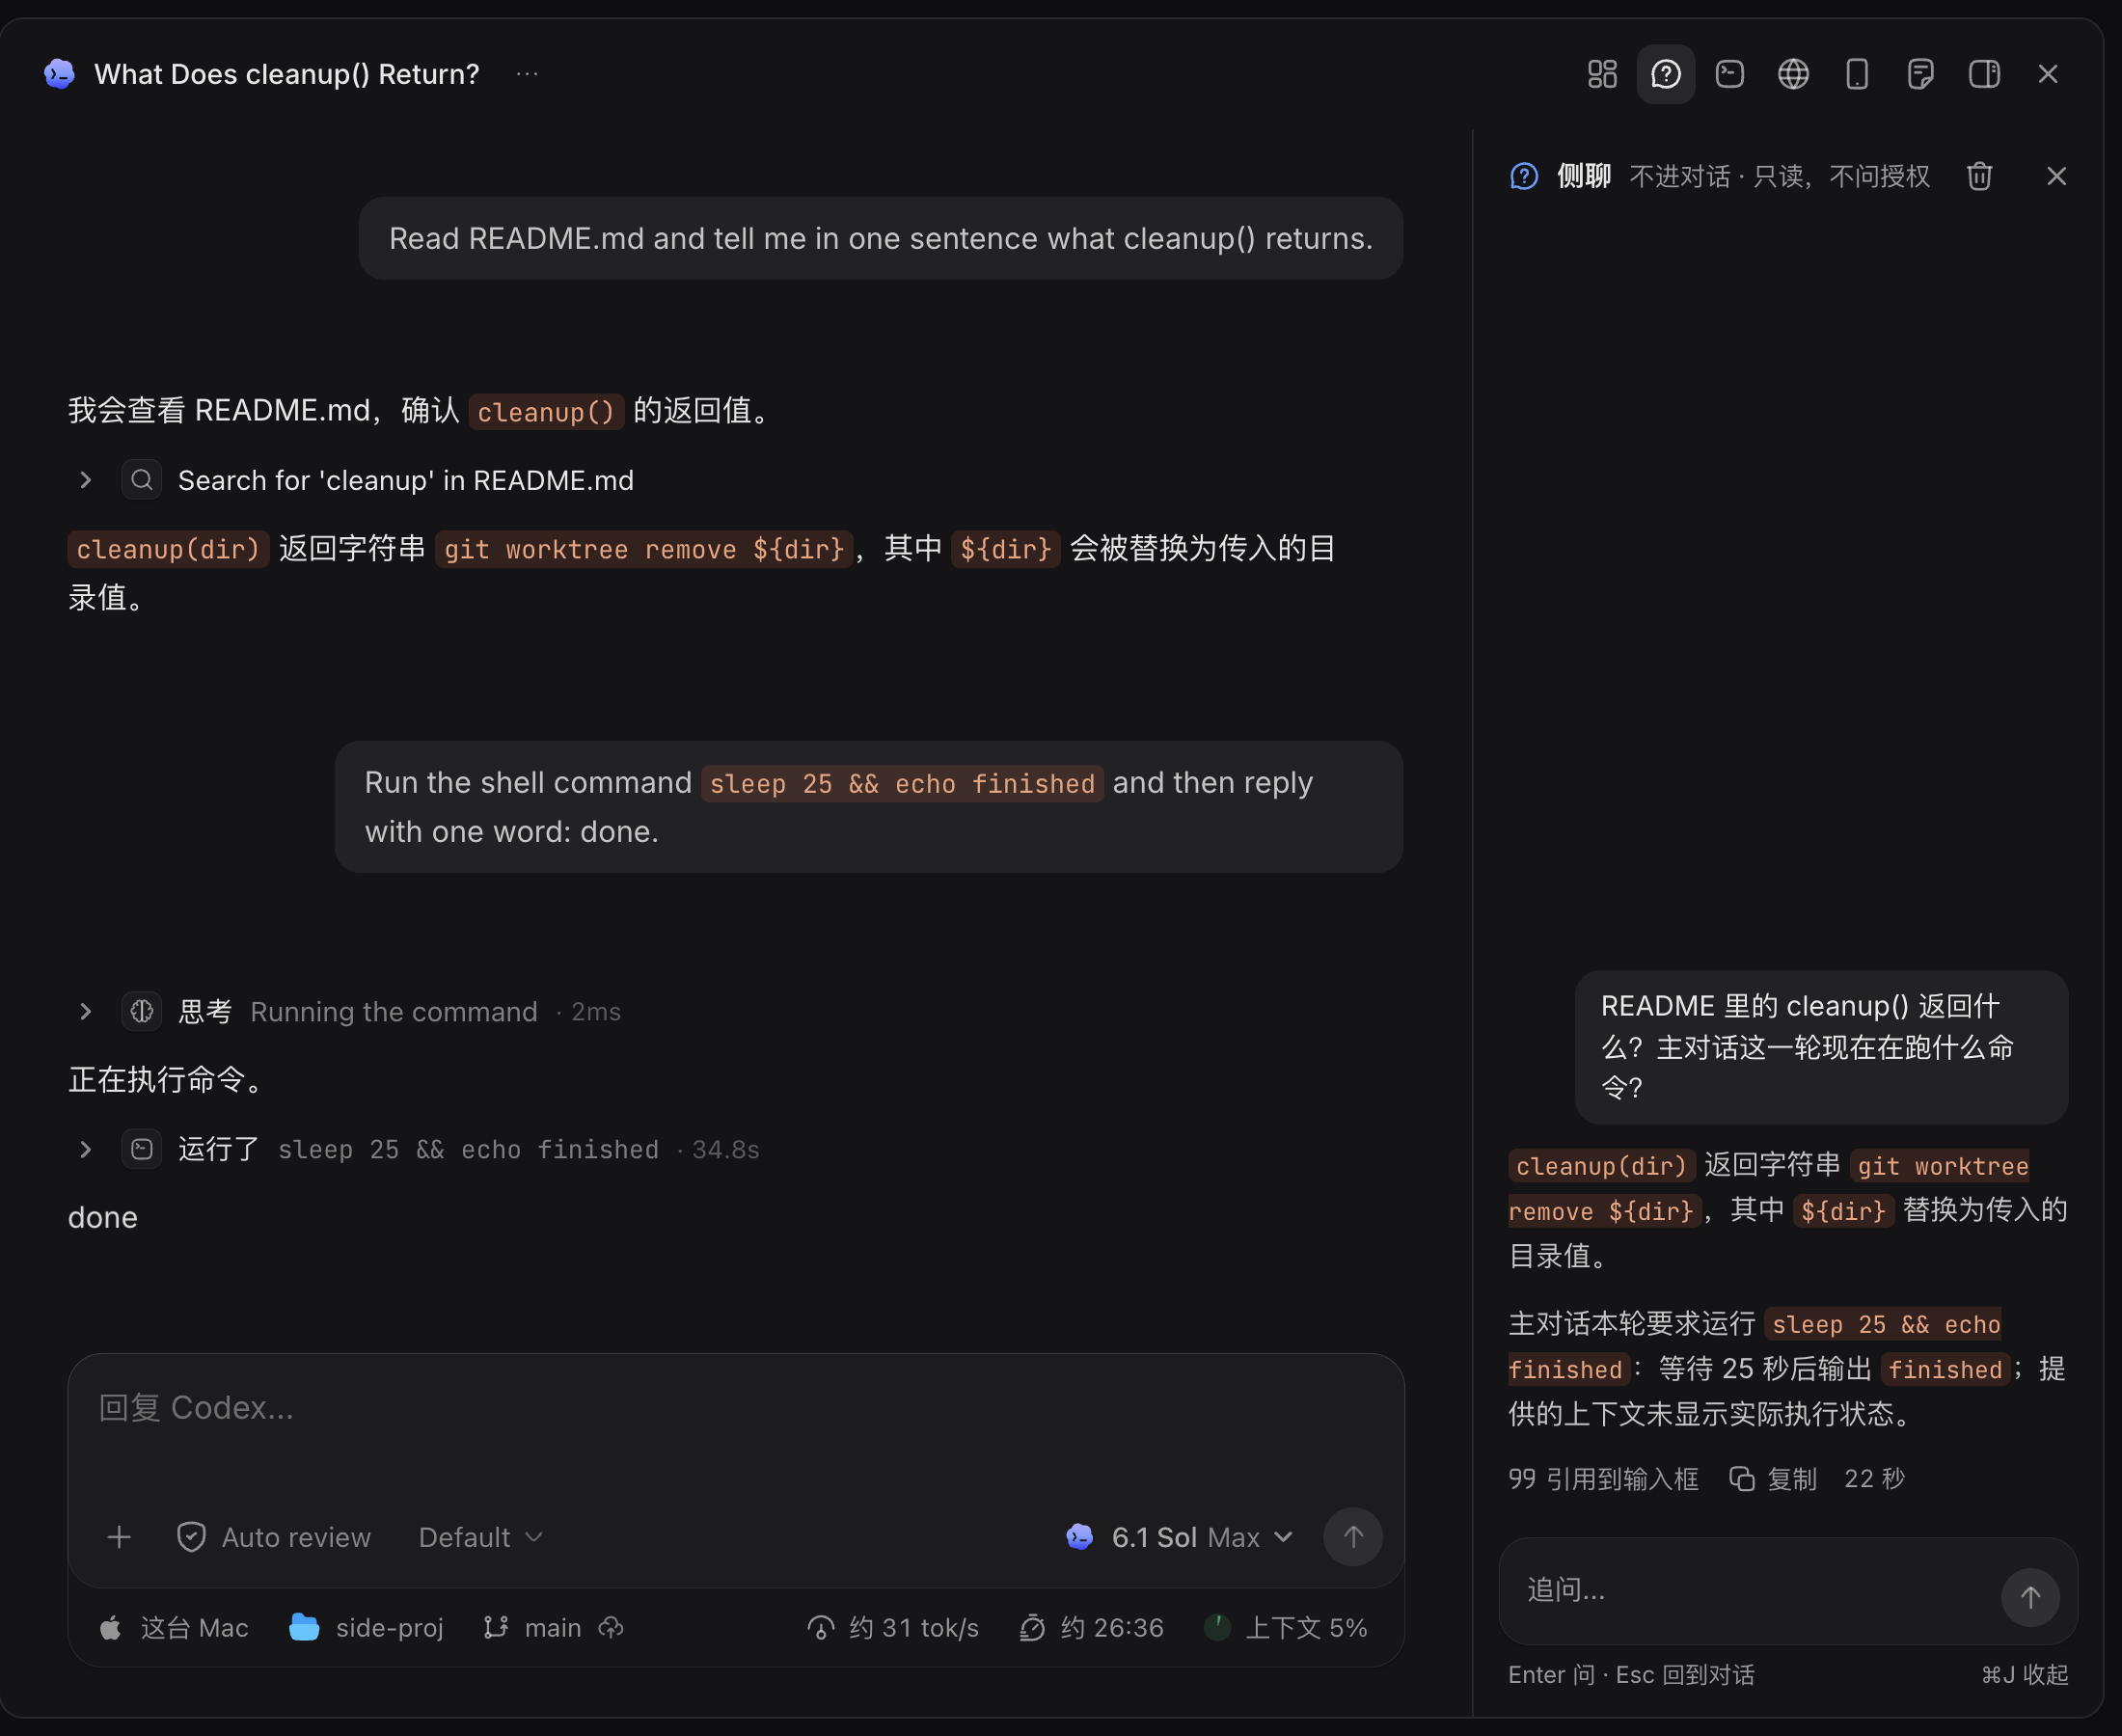 What Does cleanup() Return? ···
侧聊 不进对话 · 只读，不问授权
Read README.md and tell me in one sentence what cleanup() returns.
我会查看 README.md，确认 cleanup() 的返回值。
Search for 'cleanup' in README.md
cleanup(dir) 返回字符串 git worktree remove ${dir}，其中 ${dir} 会被替换为传入的目
录值。
Run the shell command sleep 25 && echo finished and then reply
with one word: done.
思考 Running the command · 2ms
正在执行命令。
运行了 sleep 25 && echo finished · 34.8s
done
回复 Codex...
Auto review Default 6.1 Sol Max
这台 Mac side-proj main 约 31 tok/s 约 26:36 上下文 5%
README 里的 cleanup() 返回什
么？主对话这一轮现在在跑什么命
令？
cleanup(dir) 返回字符串 git worktree
remove ${dir}，其中 ${dir} 替换为传入的
目录值。
主对话本轮要求运行 sleep 25 && echo
finished：等待 25 秒后输出 finished；提
供的上下文未显示实际执行状态。
引用到输入框 复制 22 秒
追问...
Enter 问 · Esc 回到对话 ⌘J 收起